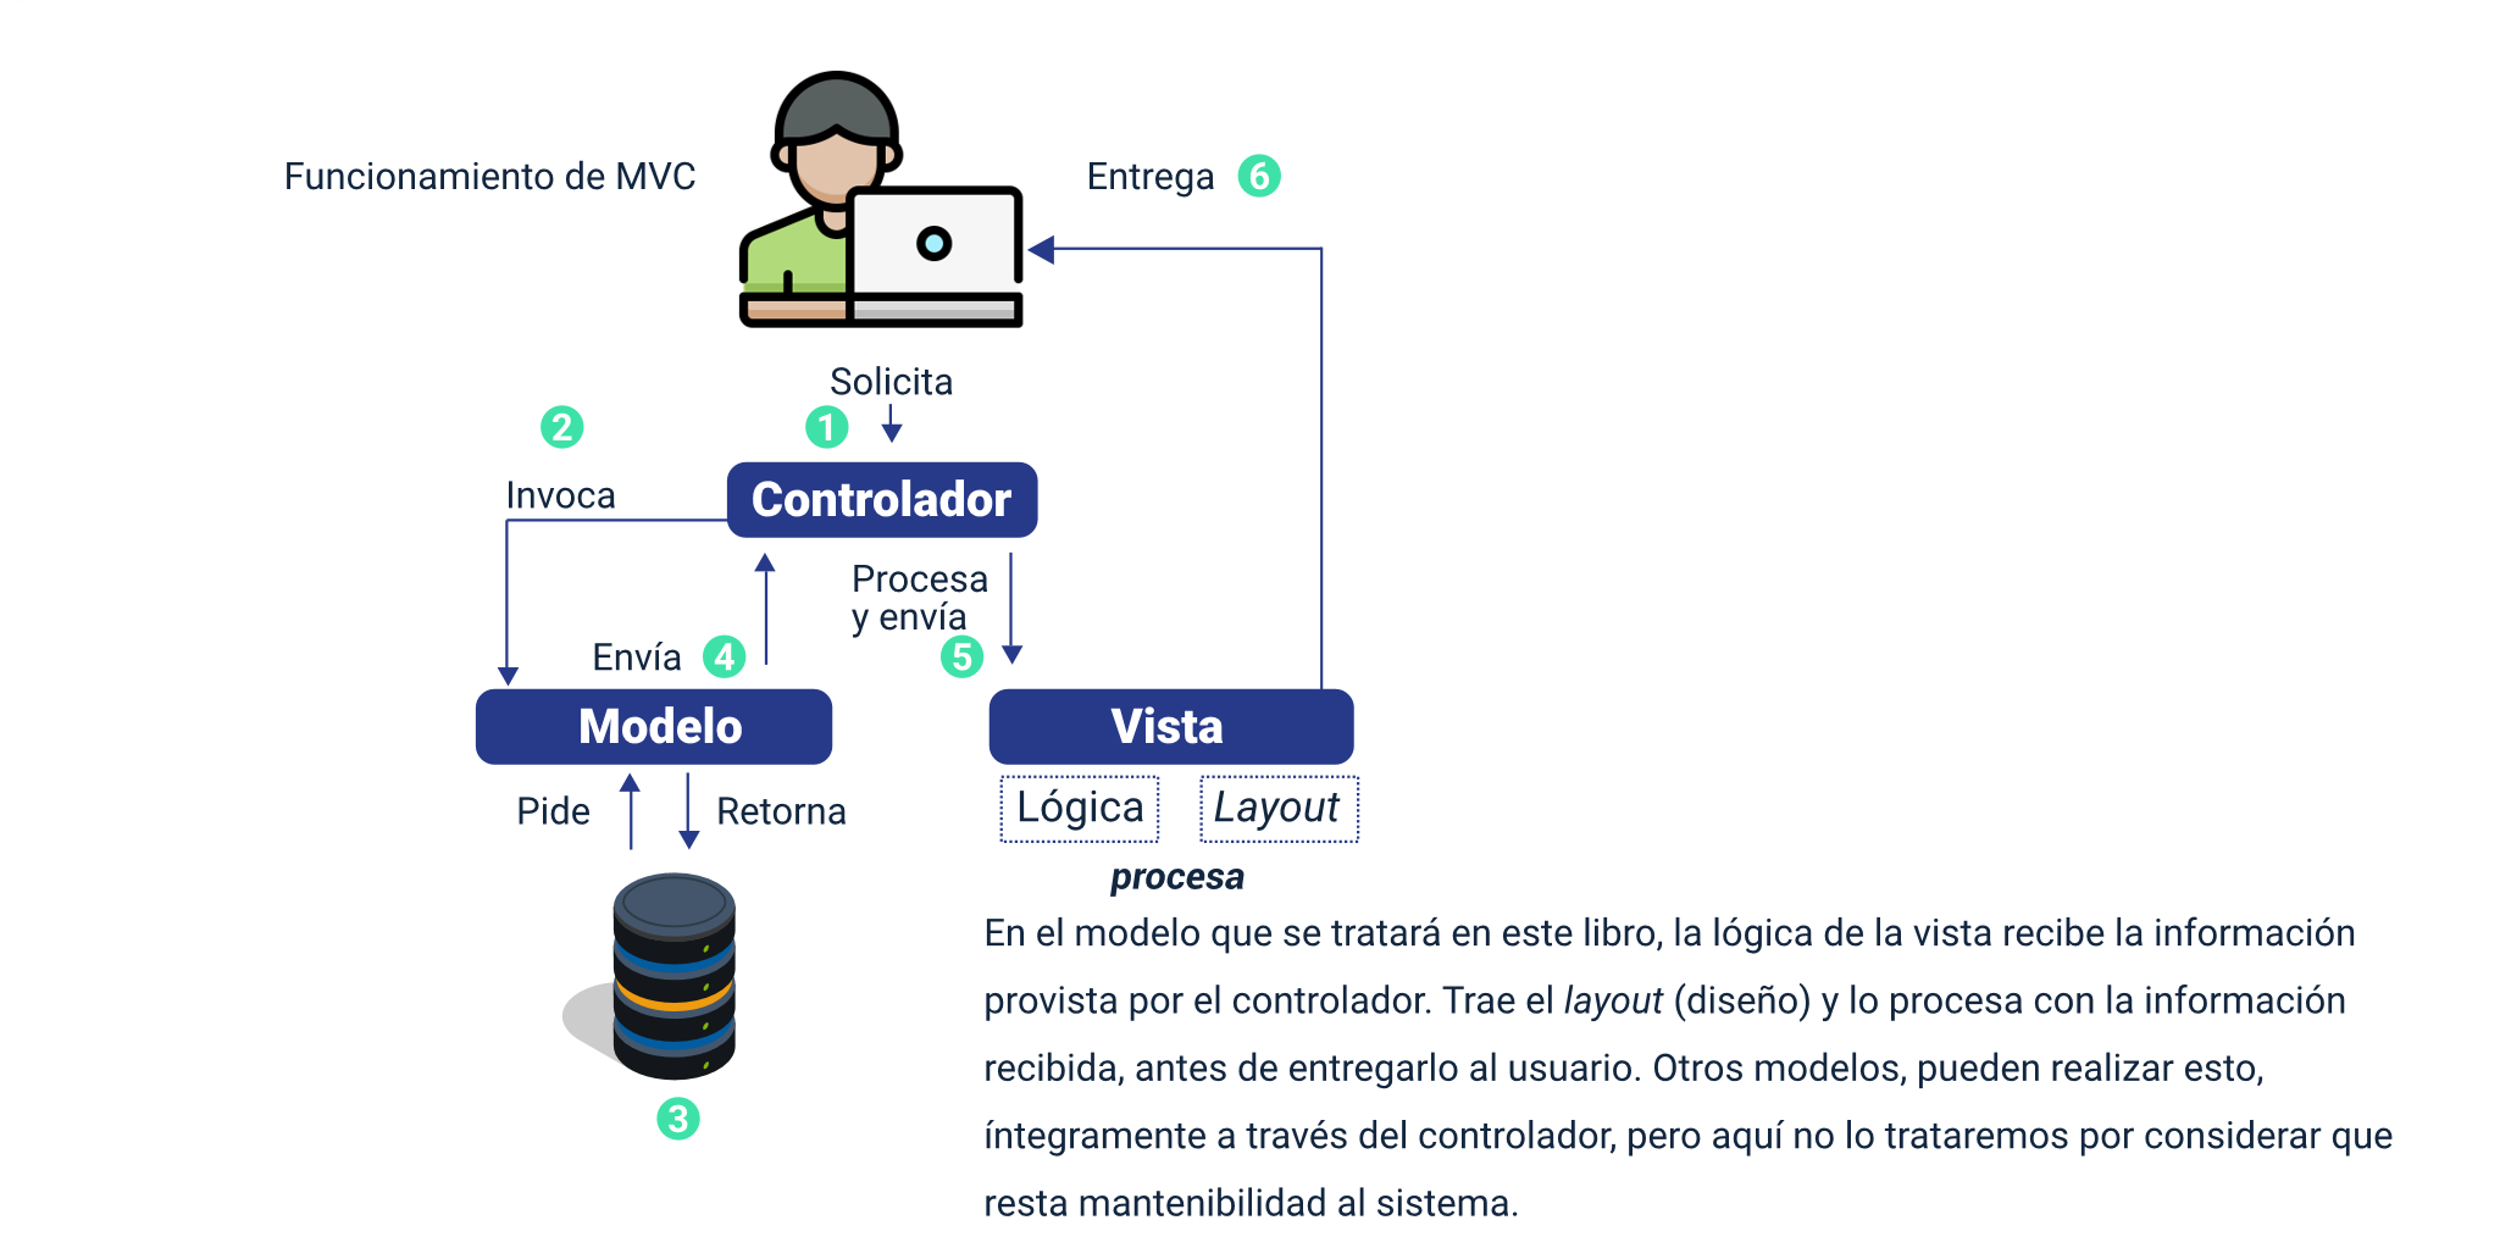 Funcionamiento de MVC
Entrega 6
Solicita
2
1
Invoca
Controlador
Procesa
y envía
Envía 4
5
Modelo
Vista
Pide
Retorna
Lógica
Layout
procesa
En el modelo que se tratará en este libro, la lógica de la vista recibe la información
provista por el controlador. Trae el layout (diseño) y lo procesa con la información
recibida, antes de entregarlo al usuario. Otros modelos, pueden realizar esto,
íntegramente a través del controlador, pero aquí no lo trataremos por considerar que
resta mantenibilidad al sistema.
3